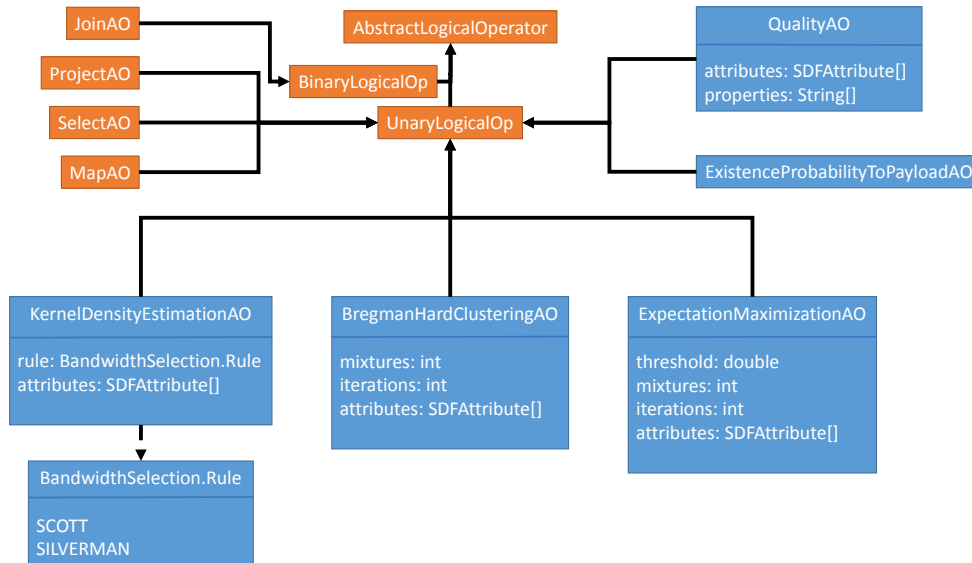 JoinAO
AbstractLogicalOperator
QualityAO
attributes: SDFAttribute[]
properties: String[]
ProjectAO
BinaryLogicalOp
SelectAO
UnaryLogicalOp
MapAO
ExistenceProbabilityToPayloadAO
KernelDensityEstimationAO
rule: BandwidthSelection.Rule
attributes: SDFAttribute[]
BregmanHardClusteringAO
mixtures: int
iterations: int
attributes: SDFAttribute[]
ExpectationMaximizationAO
threshold: double
mixtures: int
iterations: int
attributes: SDFAttribute[]
BandwidthSelection.Rule
SCOTT
SILVERMAN